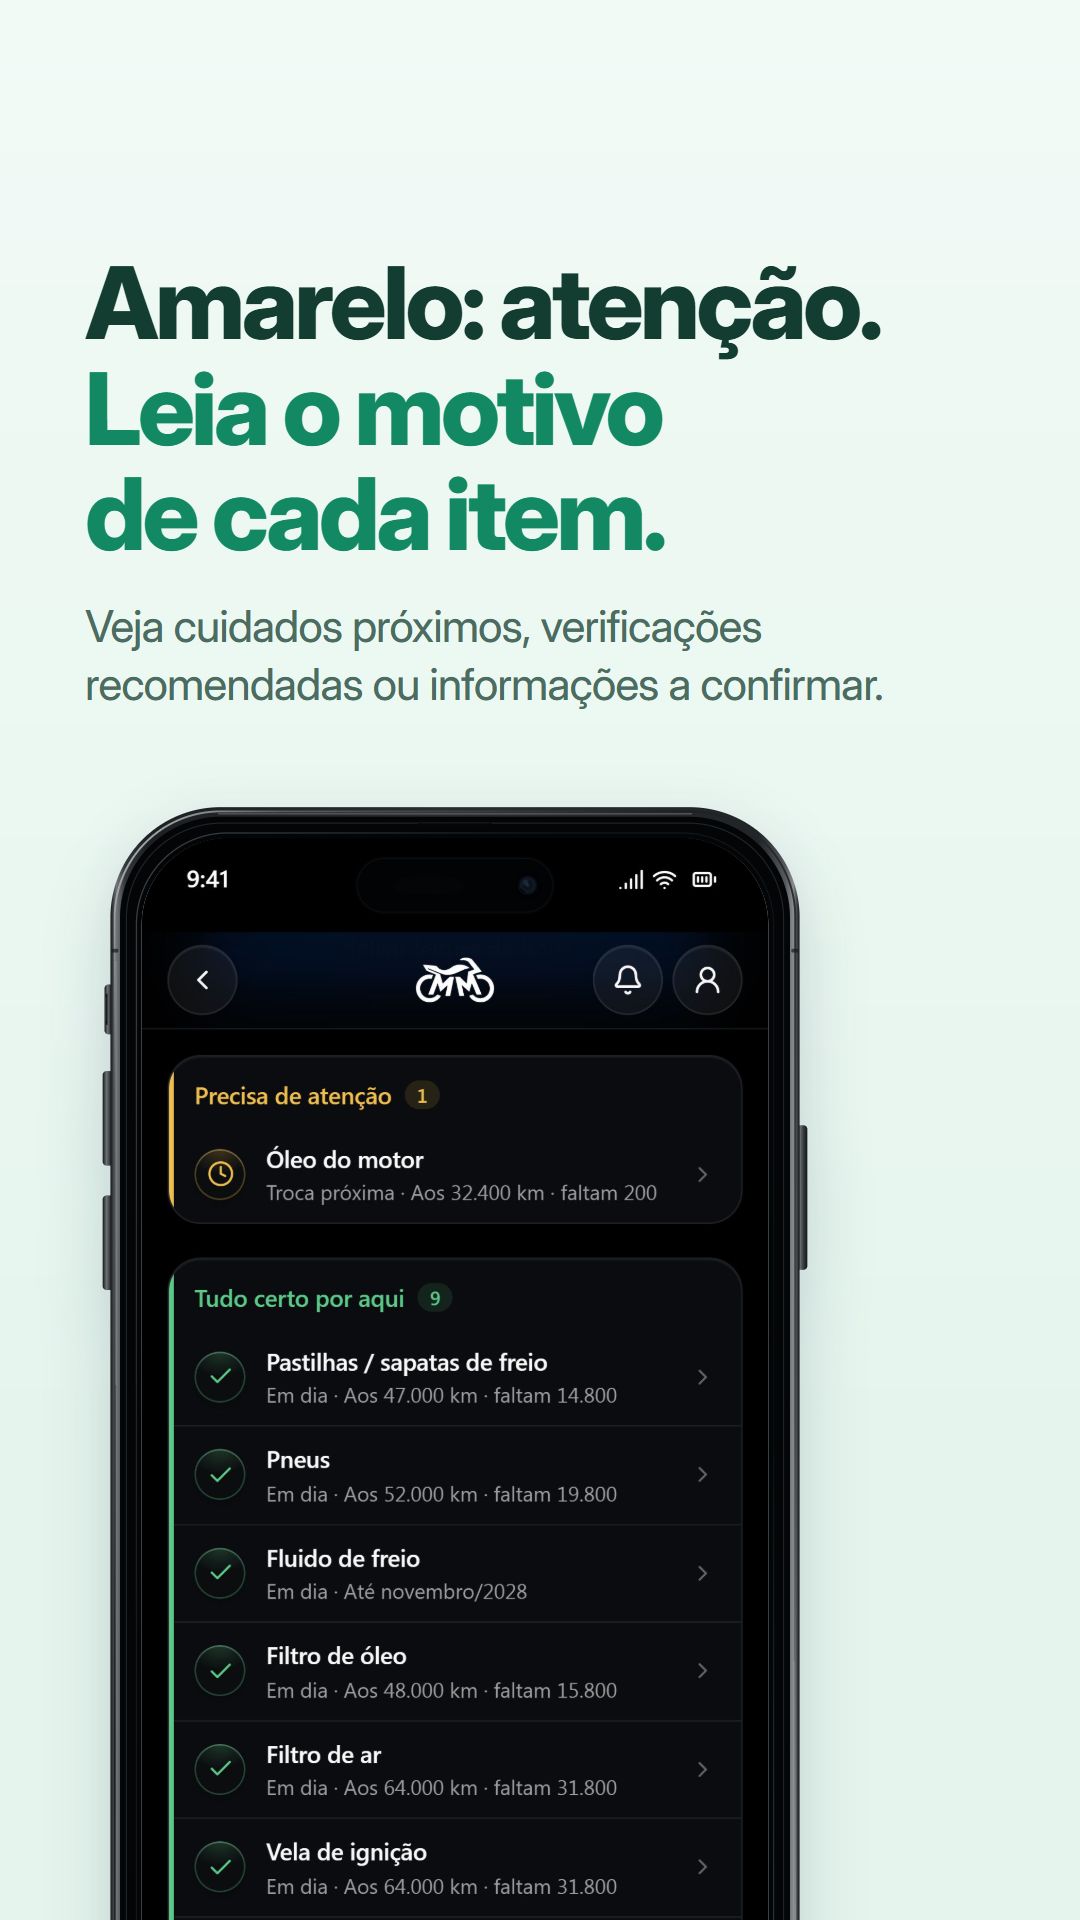 Amarelo: atenção.
Leia o motivo
de cada item.
Veja cuidados próximos, verificações
recomendadas ou informações a confirmar.
9:41
MM
Precisa de atenção 1
Óleo do motor
Troca próxima · Aos 32.400 km · faltam 200
Tudo certo por aqui 9
Pastilhas / sapatas de freio
Em dia · Aos 47.000 km · faltam 14.800
Pneus
Em dia · Aos 52.000 km · faltam 19.800
Fluido de freio
Em dia · Até novembro/2028
Filtro de óleo
Em dia · Aos 48.000 km · faltam 15.800
Filtro de ar
Em dia · Aos 64.000 km · faltam 31.800
Vela de ignição
Em dia · Aos 64.000 km · faltam 31.800